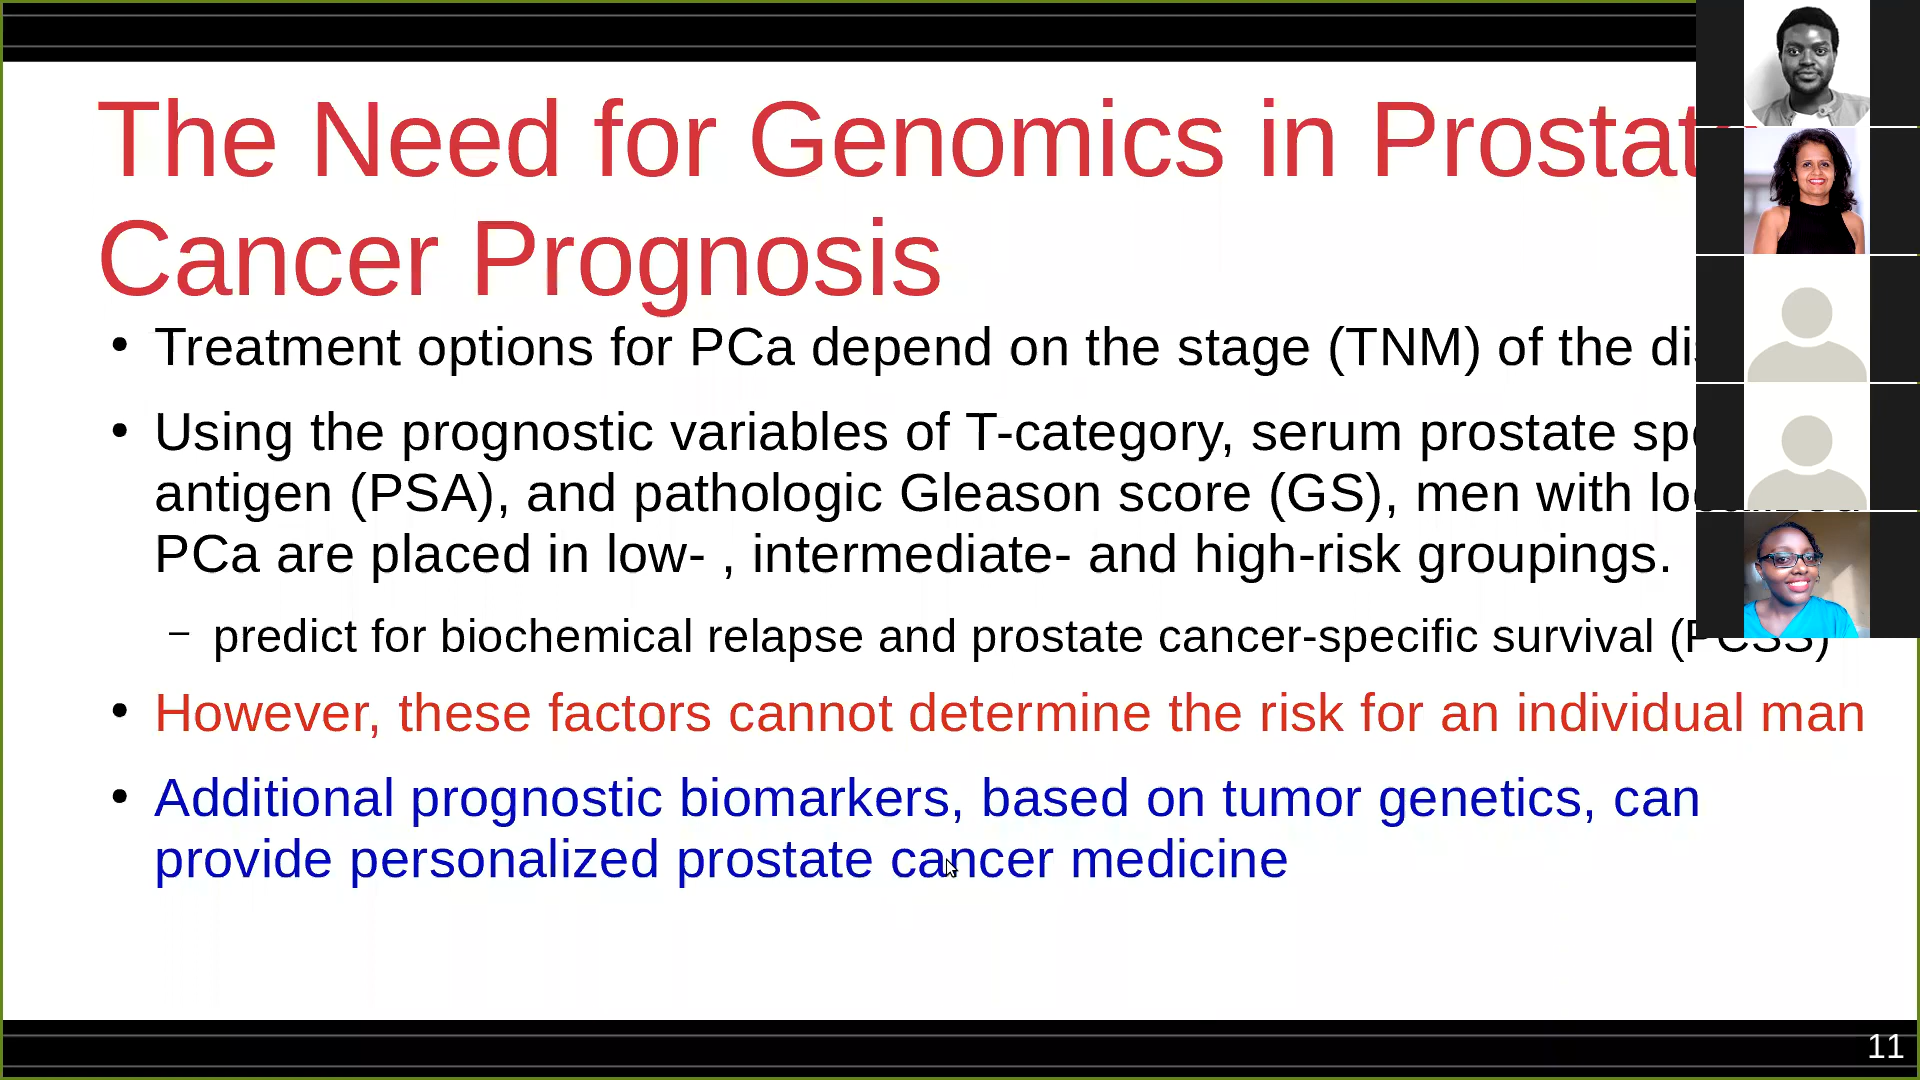 The Need for Genomics in Prostate
Cancer Prognosis
• Treatment options for PCa depend on the stage (TNM) of the
• Using the prognostic variables of T-category, serum prostate
antigen (PSA), and pathologic Gleason score (GS), men with localized
PCa are placed in low- , intermediate- and high-risk groupings.
– predict for biochemical relapse and prostate cancer-specific survival (PCSS)
• However, these factors cannot determine the risk for an individual man
• Additional prognostic biomarkers, based on tumor genetics, can
provide personalized prostate cancer medicine
11